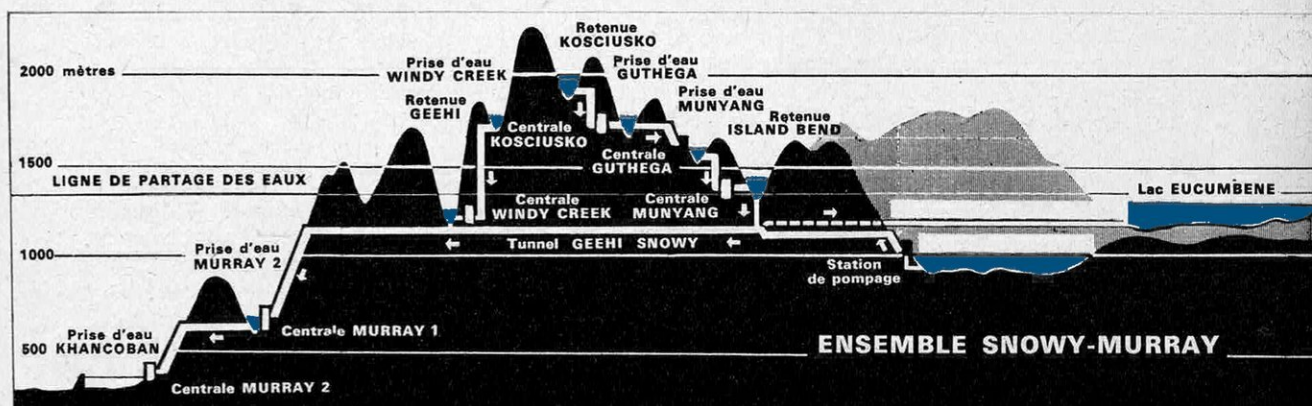 Retenue
KOSCIUSKO
Prise d'eau
WINDY CREEK
Prise d'eau
GUTHEGA
2000 mètres
Retenue
GEEHI
Prise d'eau
MUNYANG
Retenue
ISLAND BEND
Centrale
KOSCIUSKO
Centrale
GUTHEGA
1500
LIGNE DE PARTAGE DES EAUX
Lac EUCUMBENE
Centrale
WINDY CREEK
Centrale
MUNYANG
Tunnel GEEHI SNOWY
Prise d'eau
MURRAY 2
1000
Station
de pompage
Centrale MURRAY 1
Prise d'eau
KHANCOBAN
500
ENSEMBLE SNOWY-MURRAY
Centrale MURRAY 2